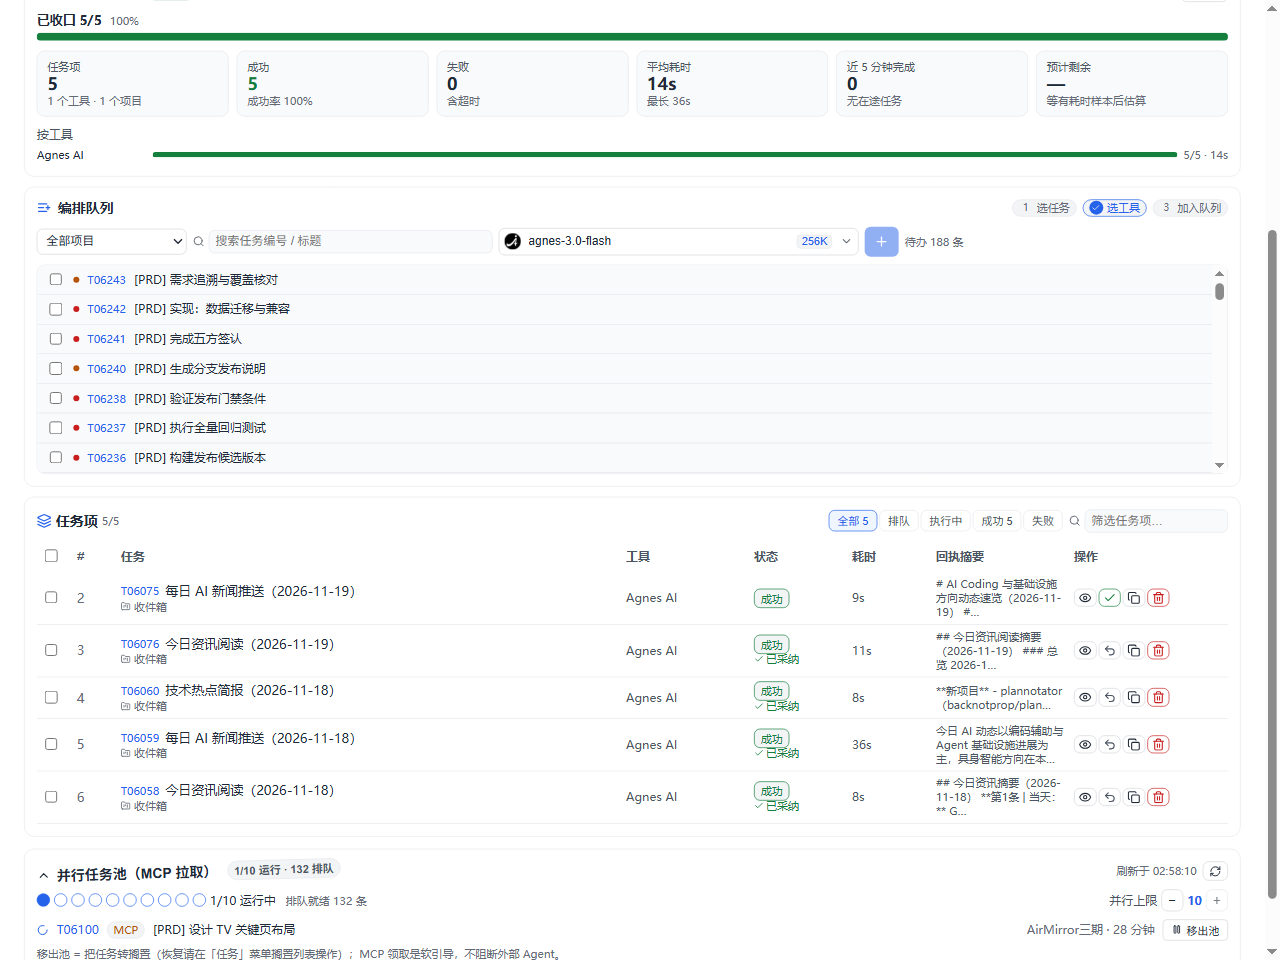 已收口 5/5 100%
任务项 成功 失败 平均耗时 近 5 分钟完成 预计剩余
5 5 0 14s 0 —
1 个工具 · 1 个项目 成功率 100% 含超时 最长 36s 无在途任务 等有耗时样本后估算
按工具
Agnes AI 5/5 · 14s
编排队列 1 选任务 选工具 3 加入队列
全部项目 搜索任务编号 / 标题 agnes-3.0-flash 256K + 待办 188 条
T06243 [PRD] 需求追溯与覆盖核对
T06242 [PRD] 实现：数据迁移与兼容
T06241 [PRD] 完成五方签认
T06240 [PRD] 生成分支发布说明
T06238 [PRD] 验证发布门禁条件
T06237 [PRD] 执行全量回归测试
T06236 [PRD] 构建发布候选版本
任务项 5/5 全部 5 排队 执行中 成功 5 失败 筛选任务项...
# 任务 工具 状态 耗时 回执摘要 操作
2 T06075 每日 AI 新闻推送（2026-11-19） Agnes AI 成功 9s # AI Coding 与基础设施
收件箱 方向动态速览（2026-11-
19） #...
3 T06076 今日资讯阅读（2026-11-19） Agnes AI 成功 11s ## 今日资讯阅读摘要
收件箱 已采纳 （2026-11-19） ### 总
览 2026-1...
4 T06060 技术热点简报（2026-11-18） Agnes AI 成功 8s **新项目** - plannotator
收件箱 已采纳 （backnotprop/plan...
5 T06059 每日 AI 新闻推送（2026-11-18） Agnes AI 成功 36s 今日 AI 动态以编码辅助与
收件箱 已采纳 Agent 基础设施进展为
主，具身智能方向在本...
6 T06058 今日资讯阅读（2026-11-18） Agnes AI 成功 8s ## 今日资讯摘要（2026-
收件箱 已采纳 11-18） **第1条 | 当天：
** G...
并行任务池（MCP 拉取） 1/10 运行 · 132 排队 刷新于 02:58:10
1/10 运行中 排队就绪 132 条 并行上限 − 10 +
T06100 MCP [PRD] 设计 TV 关键页布局 AirMirror三期 · 28 分钟 移出池
移出池 = 把任务转搁置（恢复请在「任务」菜单搁置列表操作）；MCP 领取是软引导，不阻断外部 Agent。